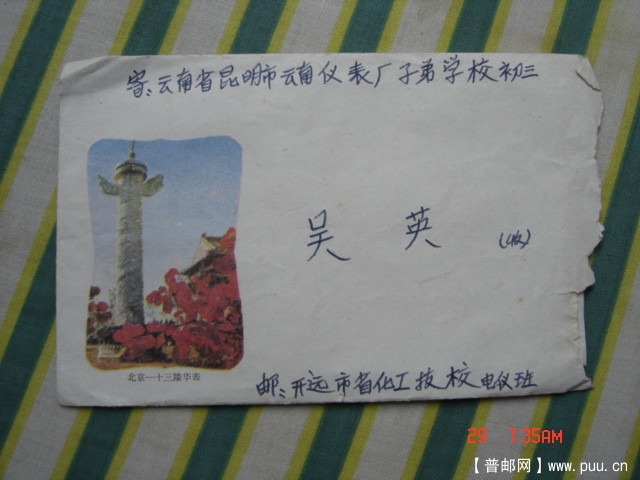 寄:云南省昆明市云南仪表厂子弟学校初三
吴英 (收)
北京—十三陵华表
邮:开远市省化工技校电仪班
29 1:35AM
【普邮网】www.puu.cn